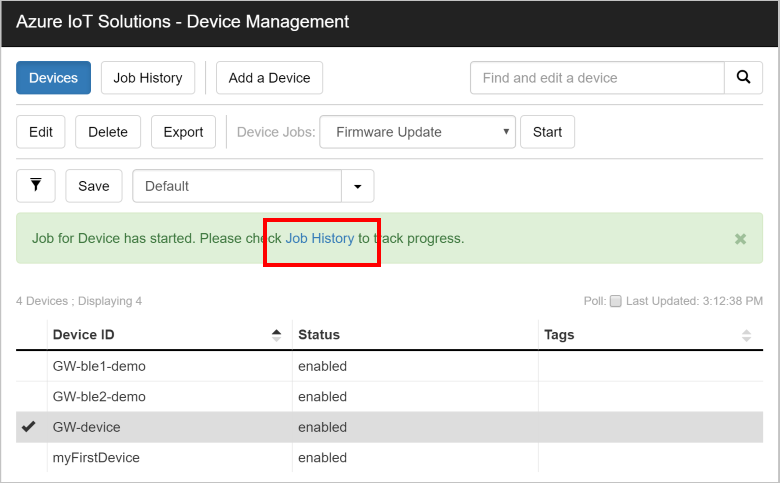 Azure IoT Solutions - Device Management
Devices Job History Add a Device Find and edit a device
Edit Delete Export Device Jobs: Firmware Update Start
Save Default
Job for Device has started. Please check Job History to track progress.
4 Devices ; Displaying 4 Poll: Last Updated: 3:12:38 PM
Device ID Status Tags
GW-ble1-demo enabled
GW-ble2-demo enabled
GW-device enabled
myFirstDevice enabled